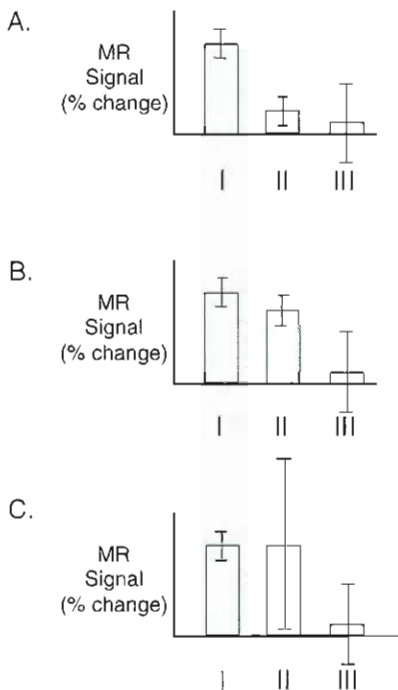 A.
MR
Signal
(% change)
I II III
B.
MR
Signal
(% change)
I II III
C.
MR
Signal
(% change)
I II III